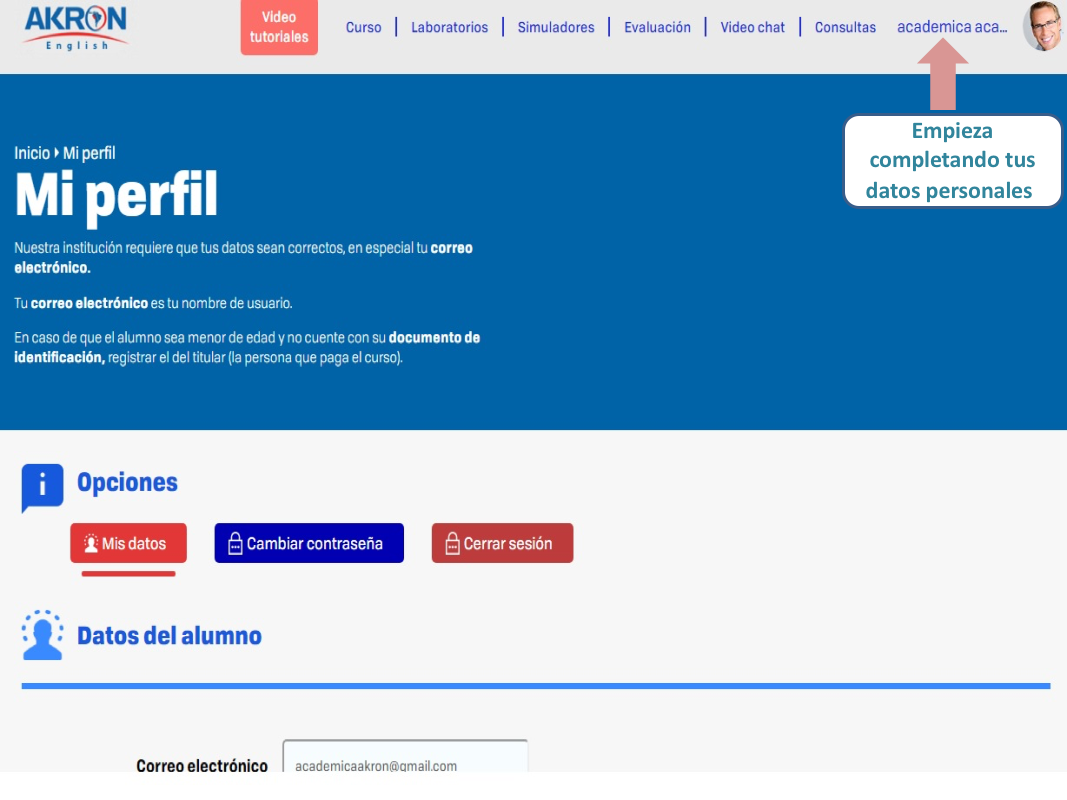 AKRON
English
Video
tutoriales
Curso
Laboratorios
Simuladores
Evaluación
Video chat
Consultas
academica aca...
Empieza
completando tus
datos personales
Inicio Mi perfil
Mi perfil
Nuestra institución requiere que tus datos sean correctos, en especial tu correo
electrónico.
Tu correo electrónico es tu nombre de usuario.
En caso de que el alumno sea menor de edad y no cuente con su documento de
identificación, registrar el del titular (la persona que paga el curso).
i
Opciones
Mis datos
Cambiar contraseña
Cerrar sesión
Datos del alumno
Correo electrónico
academicaakron@gmail.com